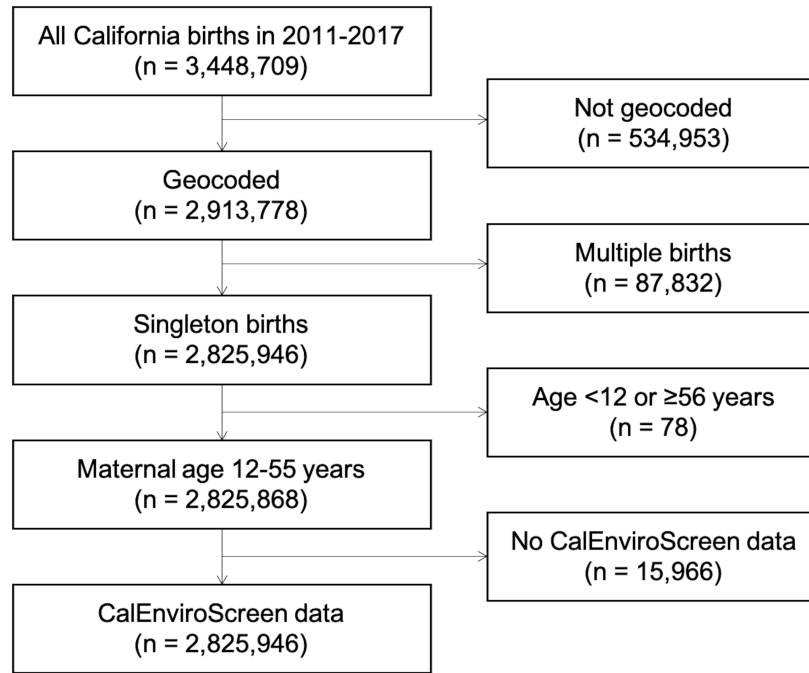 All California births in 2011-2017
(n = 3,448,709)
Not geocoded
(n = 534,953)
Geocoded
(n = 2,913,778)
Multiple births
(n = 87,832)
Singleton births
(n = 2,825,946)
Age <12 or ≥56 years
(n = 78)
Maternal age 12-55 years
(n = 2,825,868)
No CalEnviroScreen data
(n = 15,966)
CalEnviroScreen data
(n = 2,825,946)